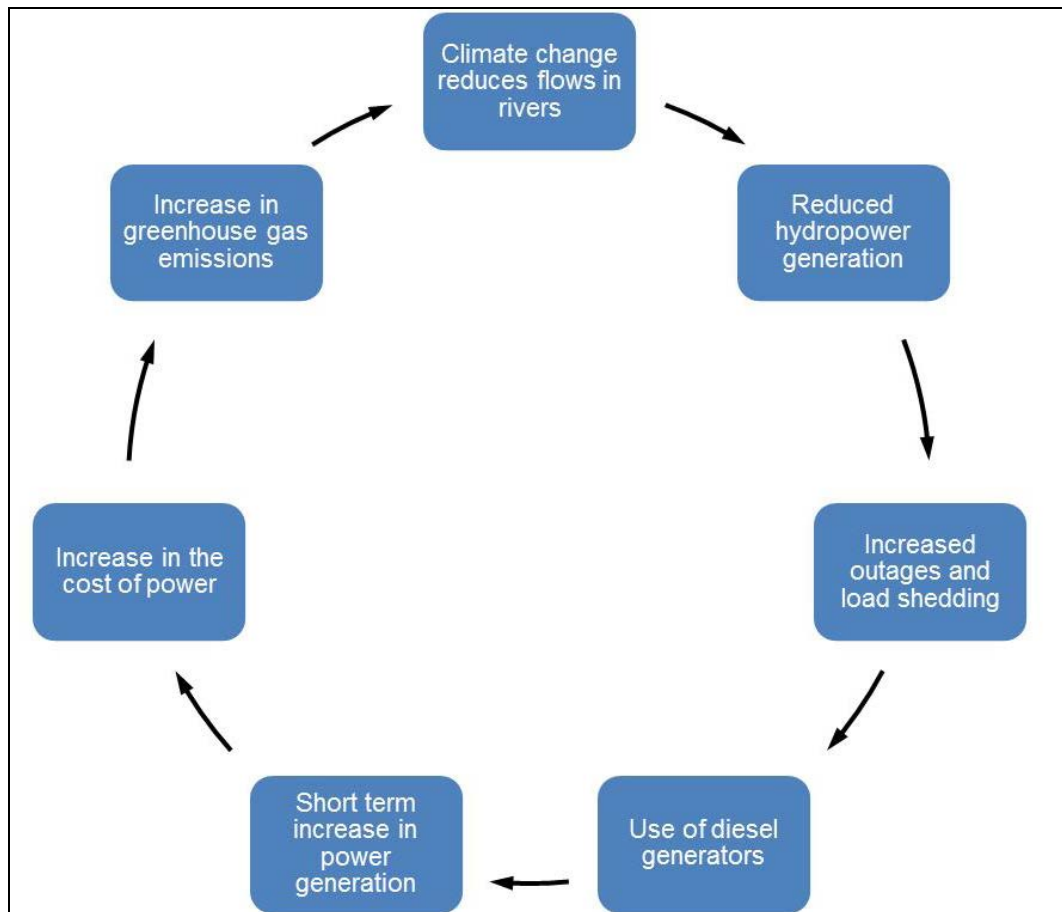 Climate change
reduces flows in
rivers
Reduced
hydropower
generation
Increased
outages and
load shedding
Use of diesel
generators
Short term
increase in
power
generation
Increase in the
cost of power
Increase in
greenhouse gas
emissions